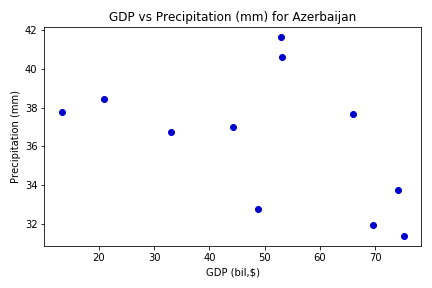 GDP vs Precipitation (mm) for Azerbaijan
42
40
38
36
34
32
Precipitation (mm)
20 30 40 50 60 70
GDP (bil,$)